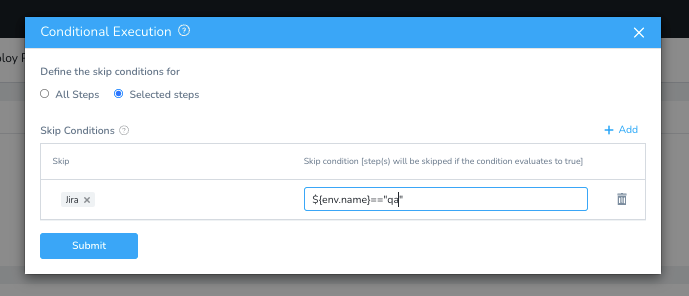 Conditional Execution ?
loy P
Define the skip conditions for
All Steps Selected steps
Skip Conditions ? + Add
Skip Skip condition [step(s) will be skipped if the condition evaluates to true]
Jira × ${env.name}=="qa"
Submit